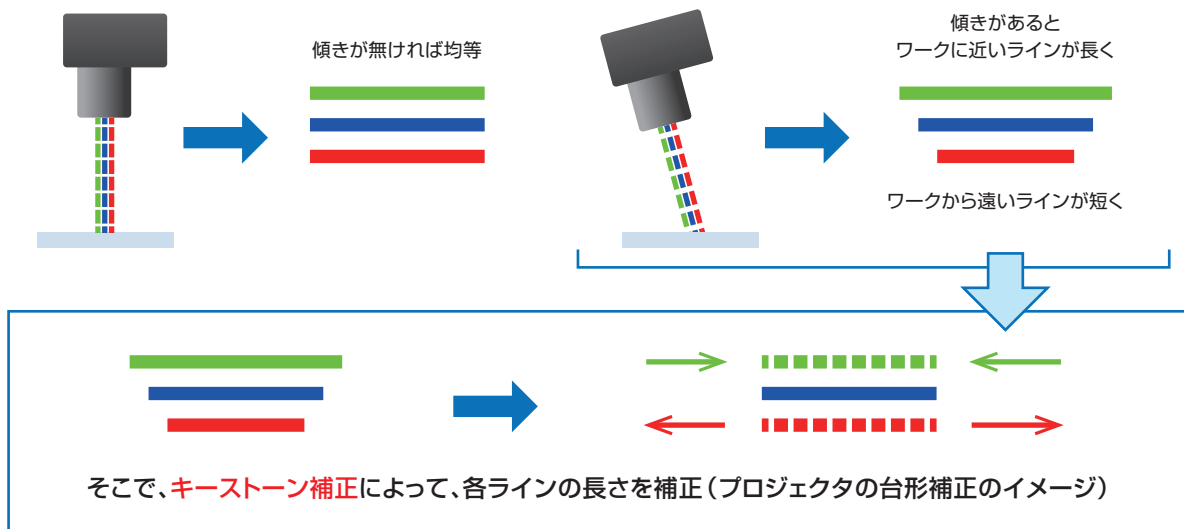 傾きが無ければ均等
傾きがあると
ワークに近いラインが長く
ワークから遠いラインが短く
そこで、キーストーン補正によって、各ラインの長さを補正（プロジェクタの台形補正のイメージ）